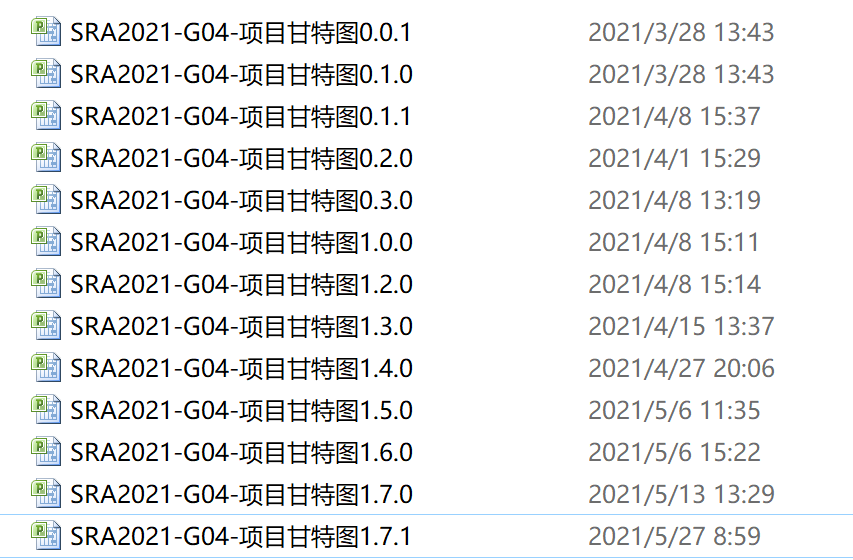 SRA2021-G04-项目甘特图0.0.1 2021/3/28 13:43
SRA2021-G04-项目甘特图0.1.0 2021/3/28 13:43
SRA2021-G04-项目甘特图0.1.1 2021/4/8 15:37
SRA2021-G04-项目甘特图0.2.0 2021/4/1 15:29
SRA2021-G04-项目甘特图0.3.0 2021/4/8 13:19
SRA2021-G04-项目甘特图1.0.0 2021/4/8 15:11
SRA2021-G04-项目甘特图1.2.0 2021/4/8 15:14
SRA2021-G04-项目甘特图1.3.0 2021/4/15 13:37
SRA2021-G04-项目甘特图1.4.0 2021/4/27 20:06
SRA2021-G04-项目甘特图1.5.0 2021/5/6 11:35
SRA2021-G04-项目甘特图1.6.0 2021/5/6 15:22
SRA2021-G04-项目甘特图1.7.0 2021/5/13 13:29
SRA2021-G04-项目甘特图1.7.1 2021/5/27 8:59